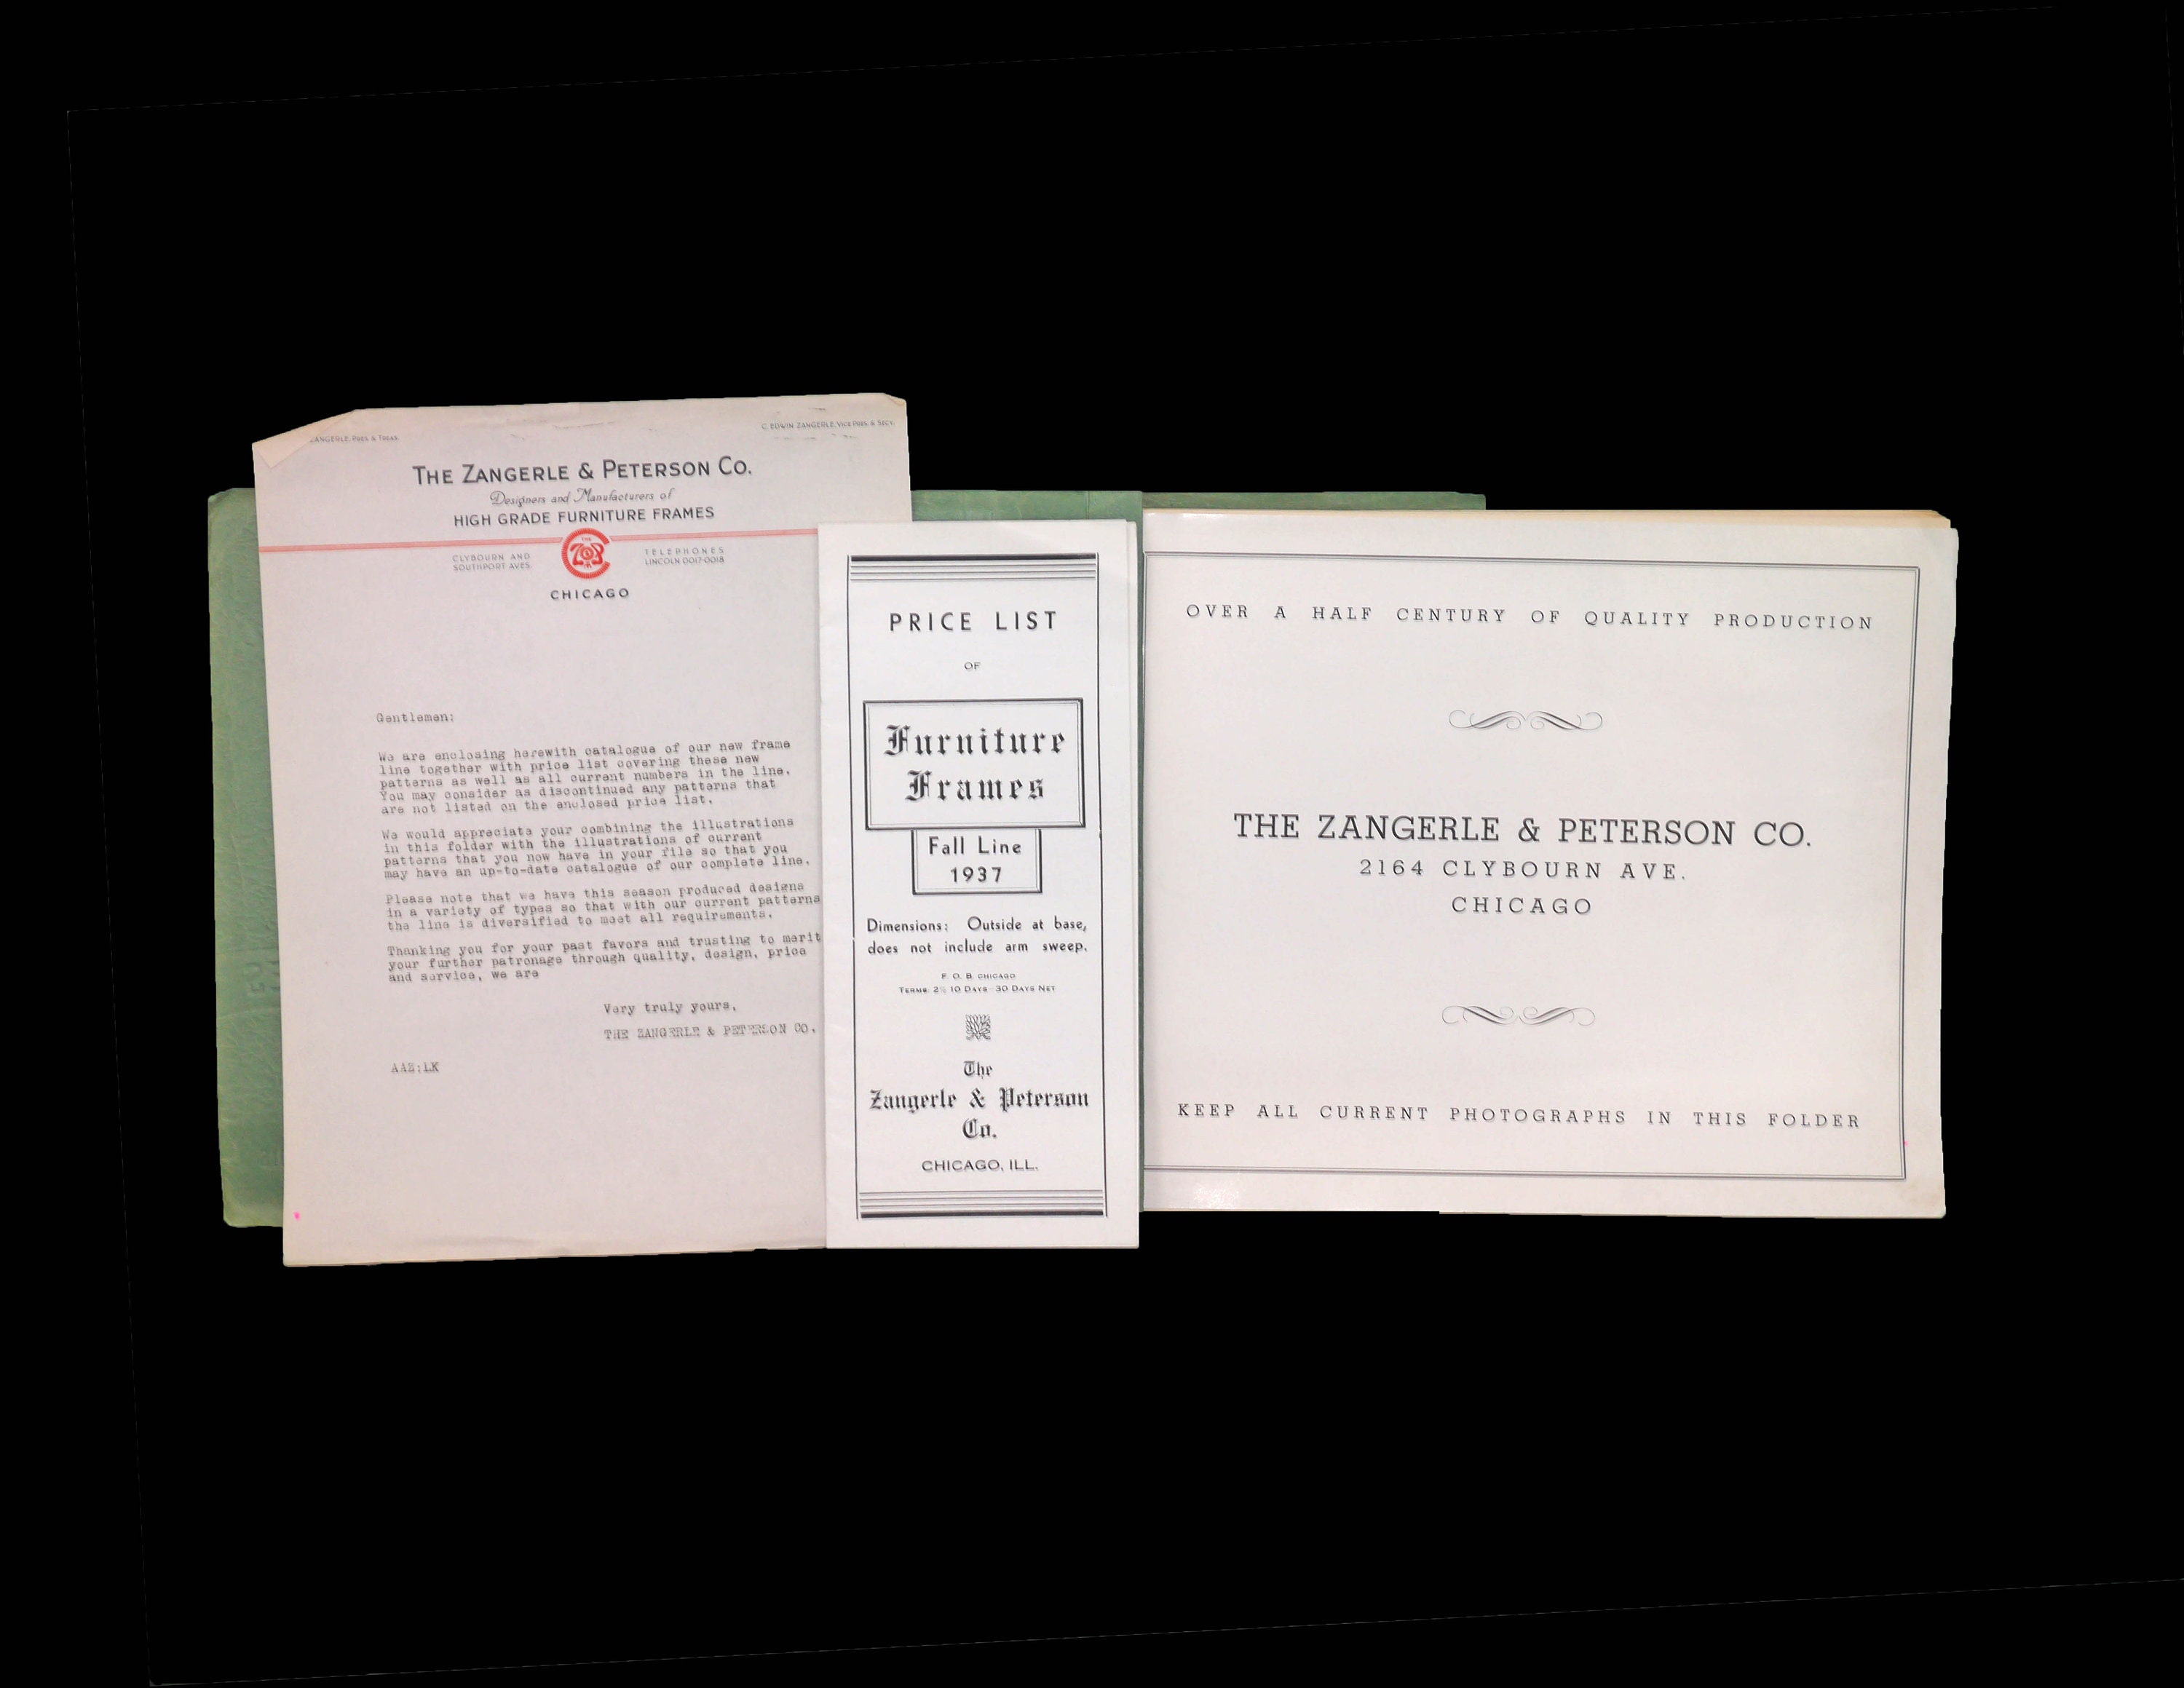 ZANGERLE, PRES. & TREAS.
C. EDWIN ZANGERLE, VICE PRES. & SECY.
THE ZANGERLE & PETERSON CO.
Designers and Manufacturers of
HIGH GRADE FURNITURE FRAMES
CLYBOURN AND
SOUTHPORT AVES.
THE
TELEPHONES
LINCOLN 0017-0018
CHICAGO
Gentlemen:
We are enclosing herewith catalogue of our new frame
line together with price list covering these new
patterns as well as all current numbers in the line.
You may consider as discontinued any patterns that
are not listed on the enclosed price list.
We would appreciate your combining the illustrations
in this folder with the illustrations of current
patterns that you now have in your file so that you
may have an up-to-date catalogue of our complete line.
Please note that we have this season produced designs
in a variety of types so that with our current patterns
the line is diversified to meet all requirements.
Thanking you for your past favors and trusting to merit
your further patronage through quality, design, price
and service, we are
Very truly yours,
THE ZANGERLE & PETERSON CO.
AAZ:LK
PRICE LIST
OF
Furniture
Frames
Fall Line
1937
Dimensions: Outside at base,
does not include arm sweep.
F. O. B. CHICAGO
TERMS: 2% 10 DAYS—30 DAYS NET
The
Zangerle & Peterson
Co.
CHICAGO, ILL.
OVER A HALF CENTURY OF QUALITY PRODUCTION
THE ZANGERLE & PETERSON CO.
2164 CLYBOURN AVE.
CHICAGO
KEEP ALL CURRENT PHOTOGRAPHS IN THIS FOLDER